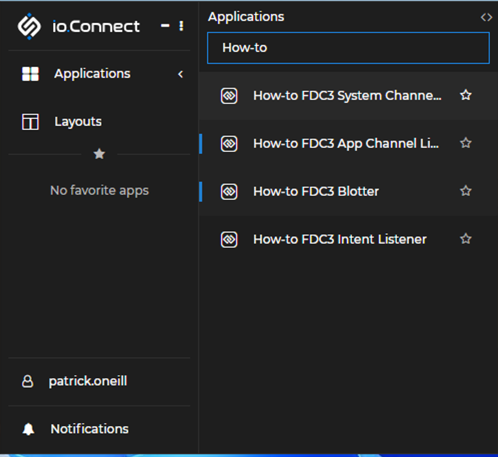 io.Connect
Applications
Layouts
No favorite apps
patrick.oneill
Notifications
Applications
How-to
How-to FDC3 System Channe...
How-to FDC3 App Channel Li...
How-to FDC3 Blotter
How-to FDC3 Intent Listener